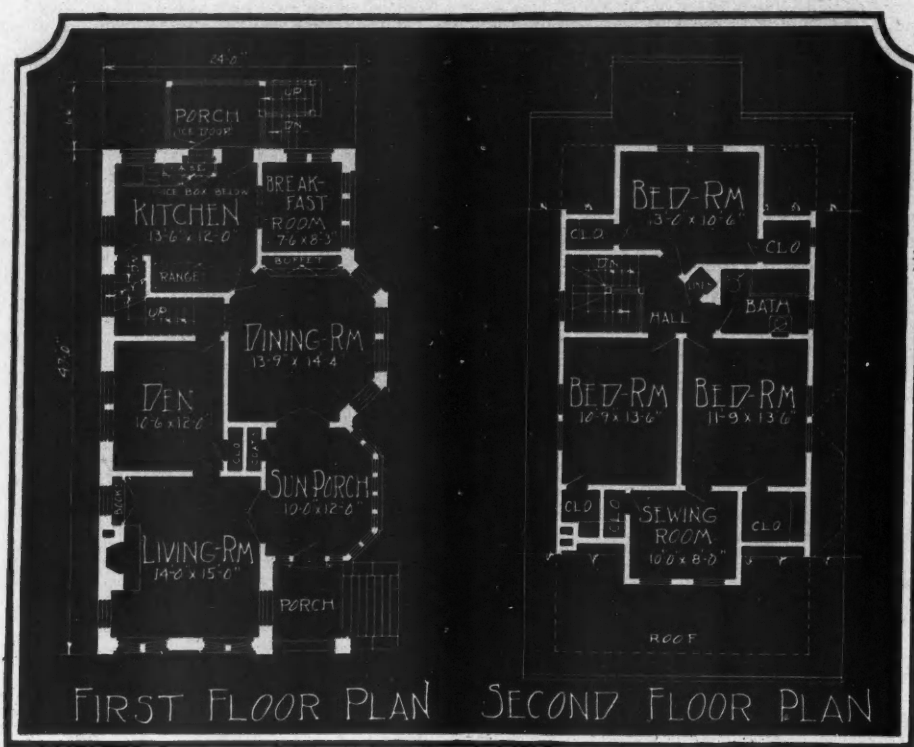 24'-0"
UP
PORCH
ICE DOOR
DN
ICE BOX BELOW
KITCHEN
13'-6" x 12'-0"
BREAK-
FAST
ROOM
7'6 x 8'-3"
BUFFET
DN
RANGE
UP
DINING-RM
13'-9" x 14'-4"
DEN
10'-6" x 12'-0"
CLO
SEAT
SUN PORCH
10'-0" x 12'-0"
BOOK
LIVING-RM
14'-0 x 15'-0"
PORCH
FIRST FLOOR PLAN
BED-RM
13'-0" x 10'-6"
CLO
CLO
DN
LINEN
BATH
HALL
BED-RM
10'-9 x 13'-6"
BED-RM
11'-9 x 13'6"
CLO
CLO
SEWING
ROOM
10'0" x 8'-0"
CLO
ROOF
SECOND FLOOR PLAN